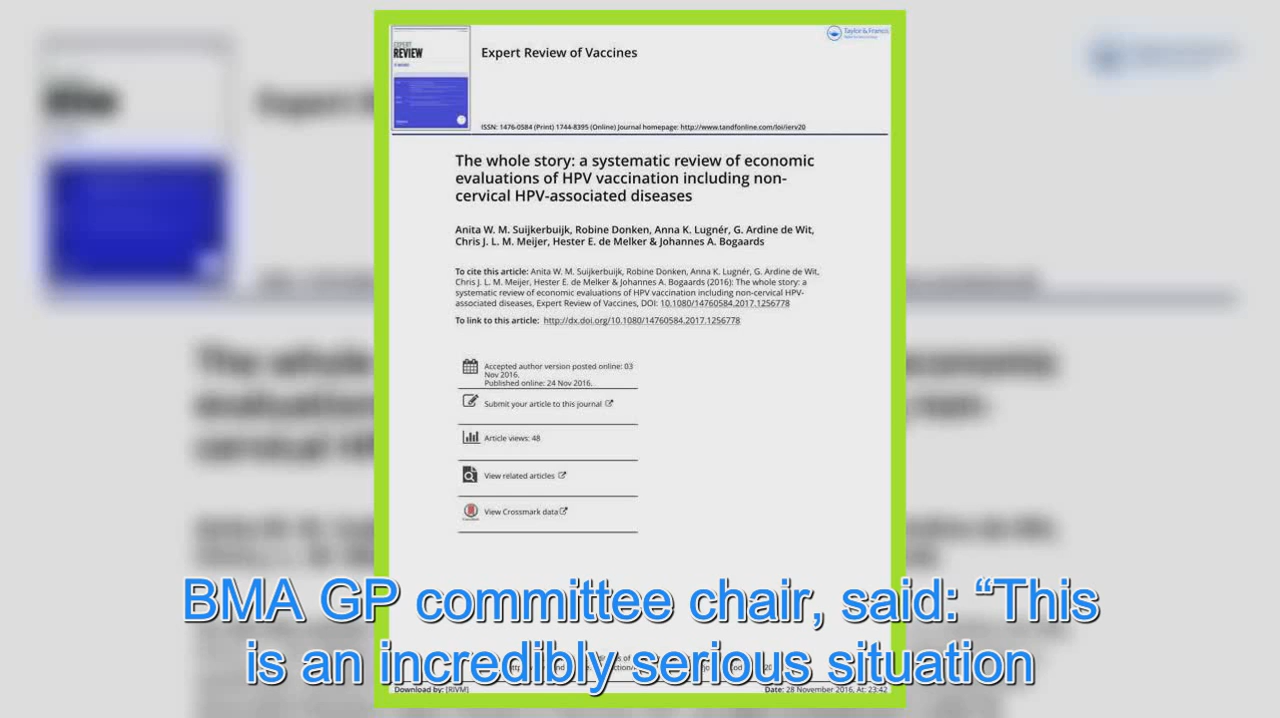 EXPERT
REVIEW
Taylor & Francis
Expert Review of Vaccines
ISSN: 1476-0584 (Print) 1744-8395 (Online) Journal homepage: http://www.tandfonline.com/loi/ierv20
The whole story: a systematic review of economic
evaluations of HPV vaccination including non-
cervical HPV-associated diseases
Anita W. M. Suijkerbuijk, Robine Donken, Anna K. Lugnér, G. Ardine de Wit,
Chris J. L. M. Meijer, Hester E. de Melker & Johannes A. Bogaards
To cite this article: Anita W. M. Suijkerbuijk, Robine Donken, Anna K. Lugnér, G. Ardine de Wit,
Chris J. L. M. Meijer, Hester E. de Melker & Johannes A. Bogaards (2016): The whole story: a
systematic review of economic evaluations of HPV vaccination including non-cervical HPV-
associated diseases, Expert Review of Vaccines, DOI: 10.1080/14760584.2017.1256778
To link to this article: http://dx.doi.org/10.1080/14760584.2017.1256778
Accepted author version posted online: 03
Nov 2016.
Published online: 24 Nov 2016.
Submit your article to this journal
Article views: 48
View related articles
View Crossmark data
BMA GP committee chair, said: “This
is an incredibly serious situation
Download by: [RIVM]
Date: 28 November 2016, At: 23:42